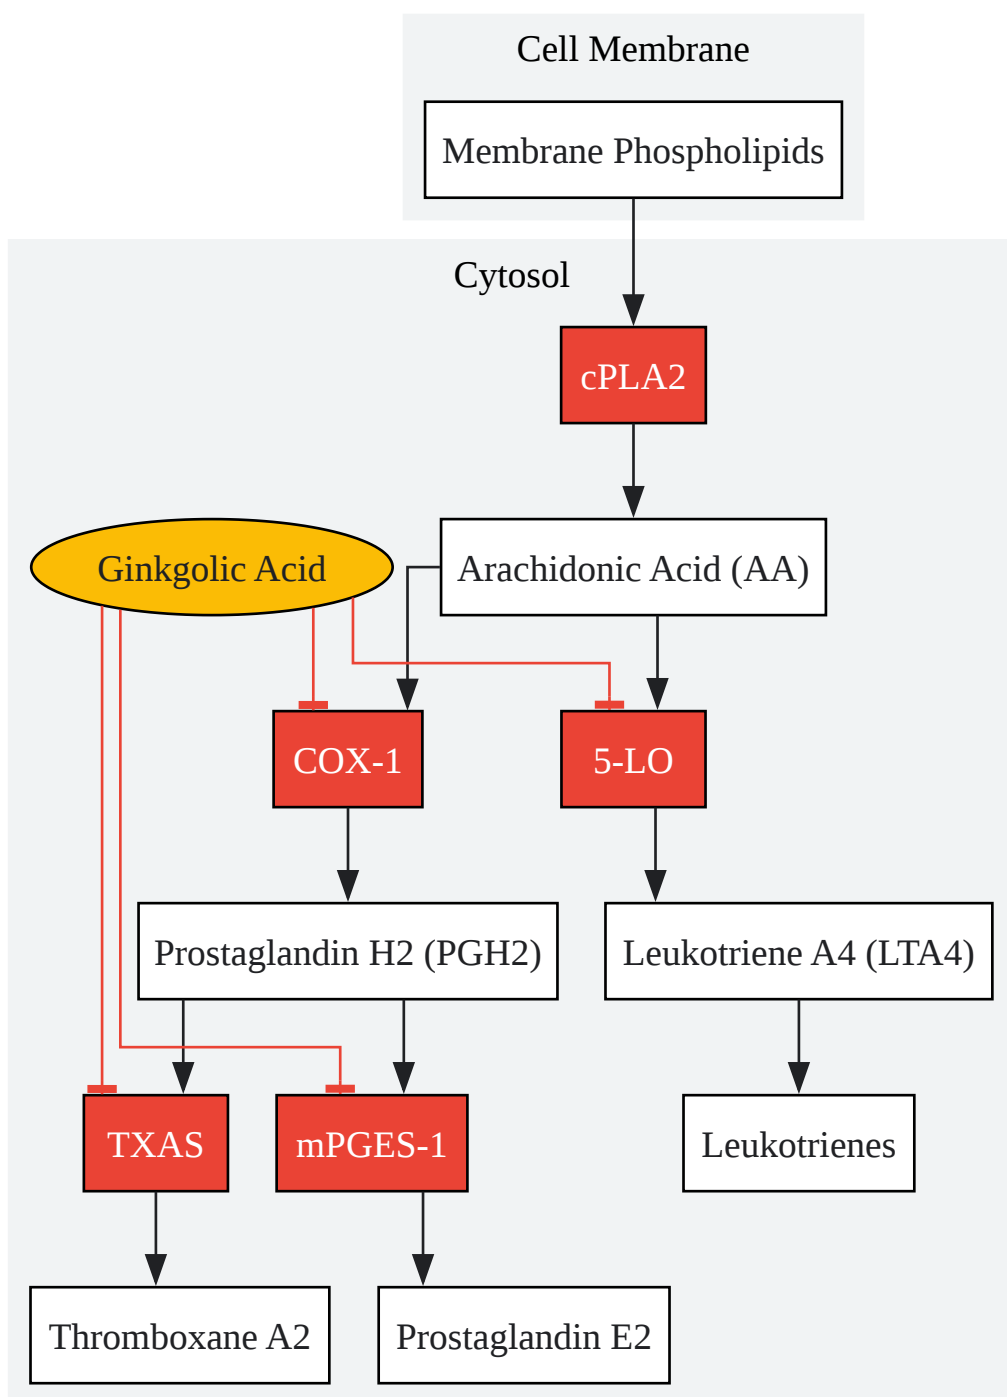 Cell Membrane
Membrane Phospholipids
Cytosol
cPLA2
Ginkgolic Acid
Arachidonic Acid (AA)
COX-1
5-LO
Prostaglandin H2 (PGH2)
Leukotriene A4 (LTA4)
TXAS
mPGES-1
Leukotrienes
Thromboxane A2
Prostaglandin E2